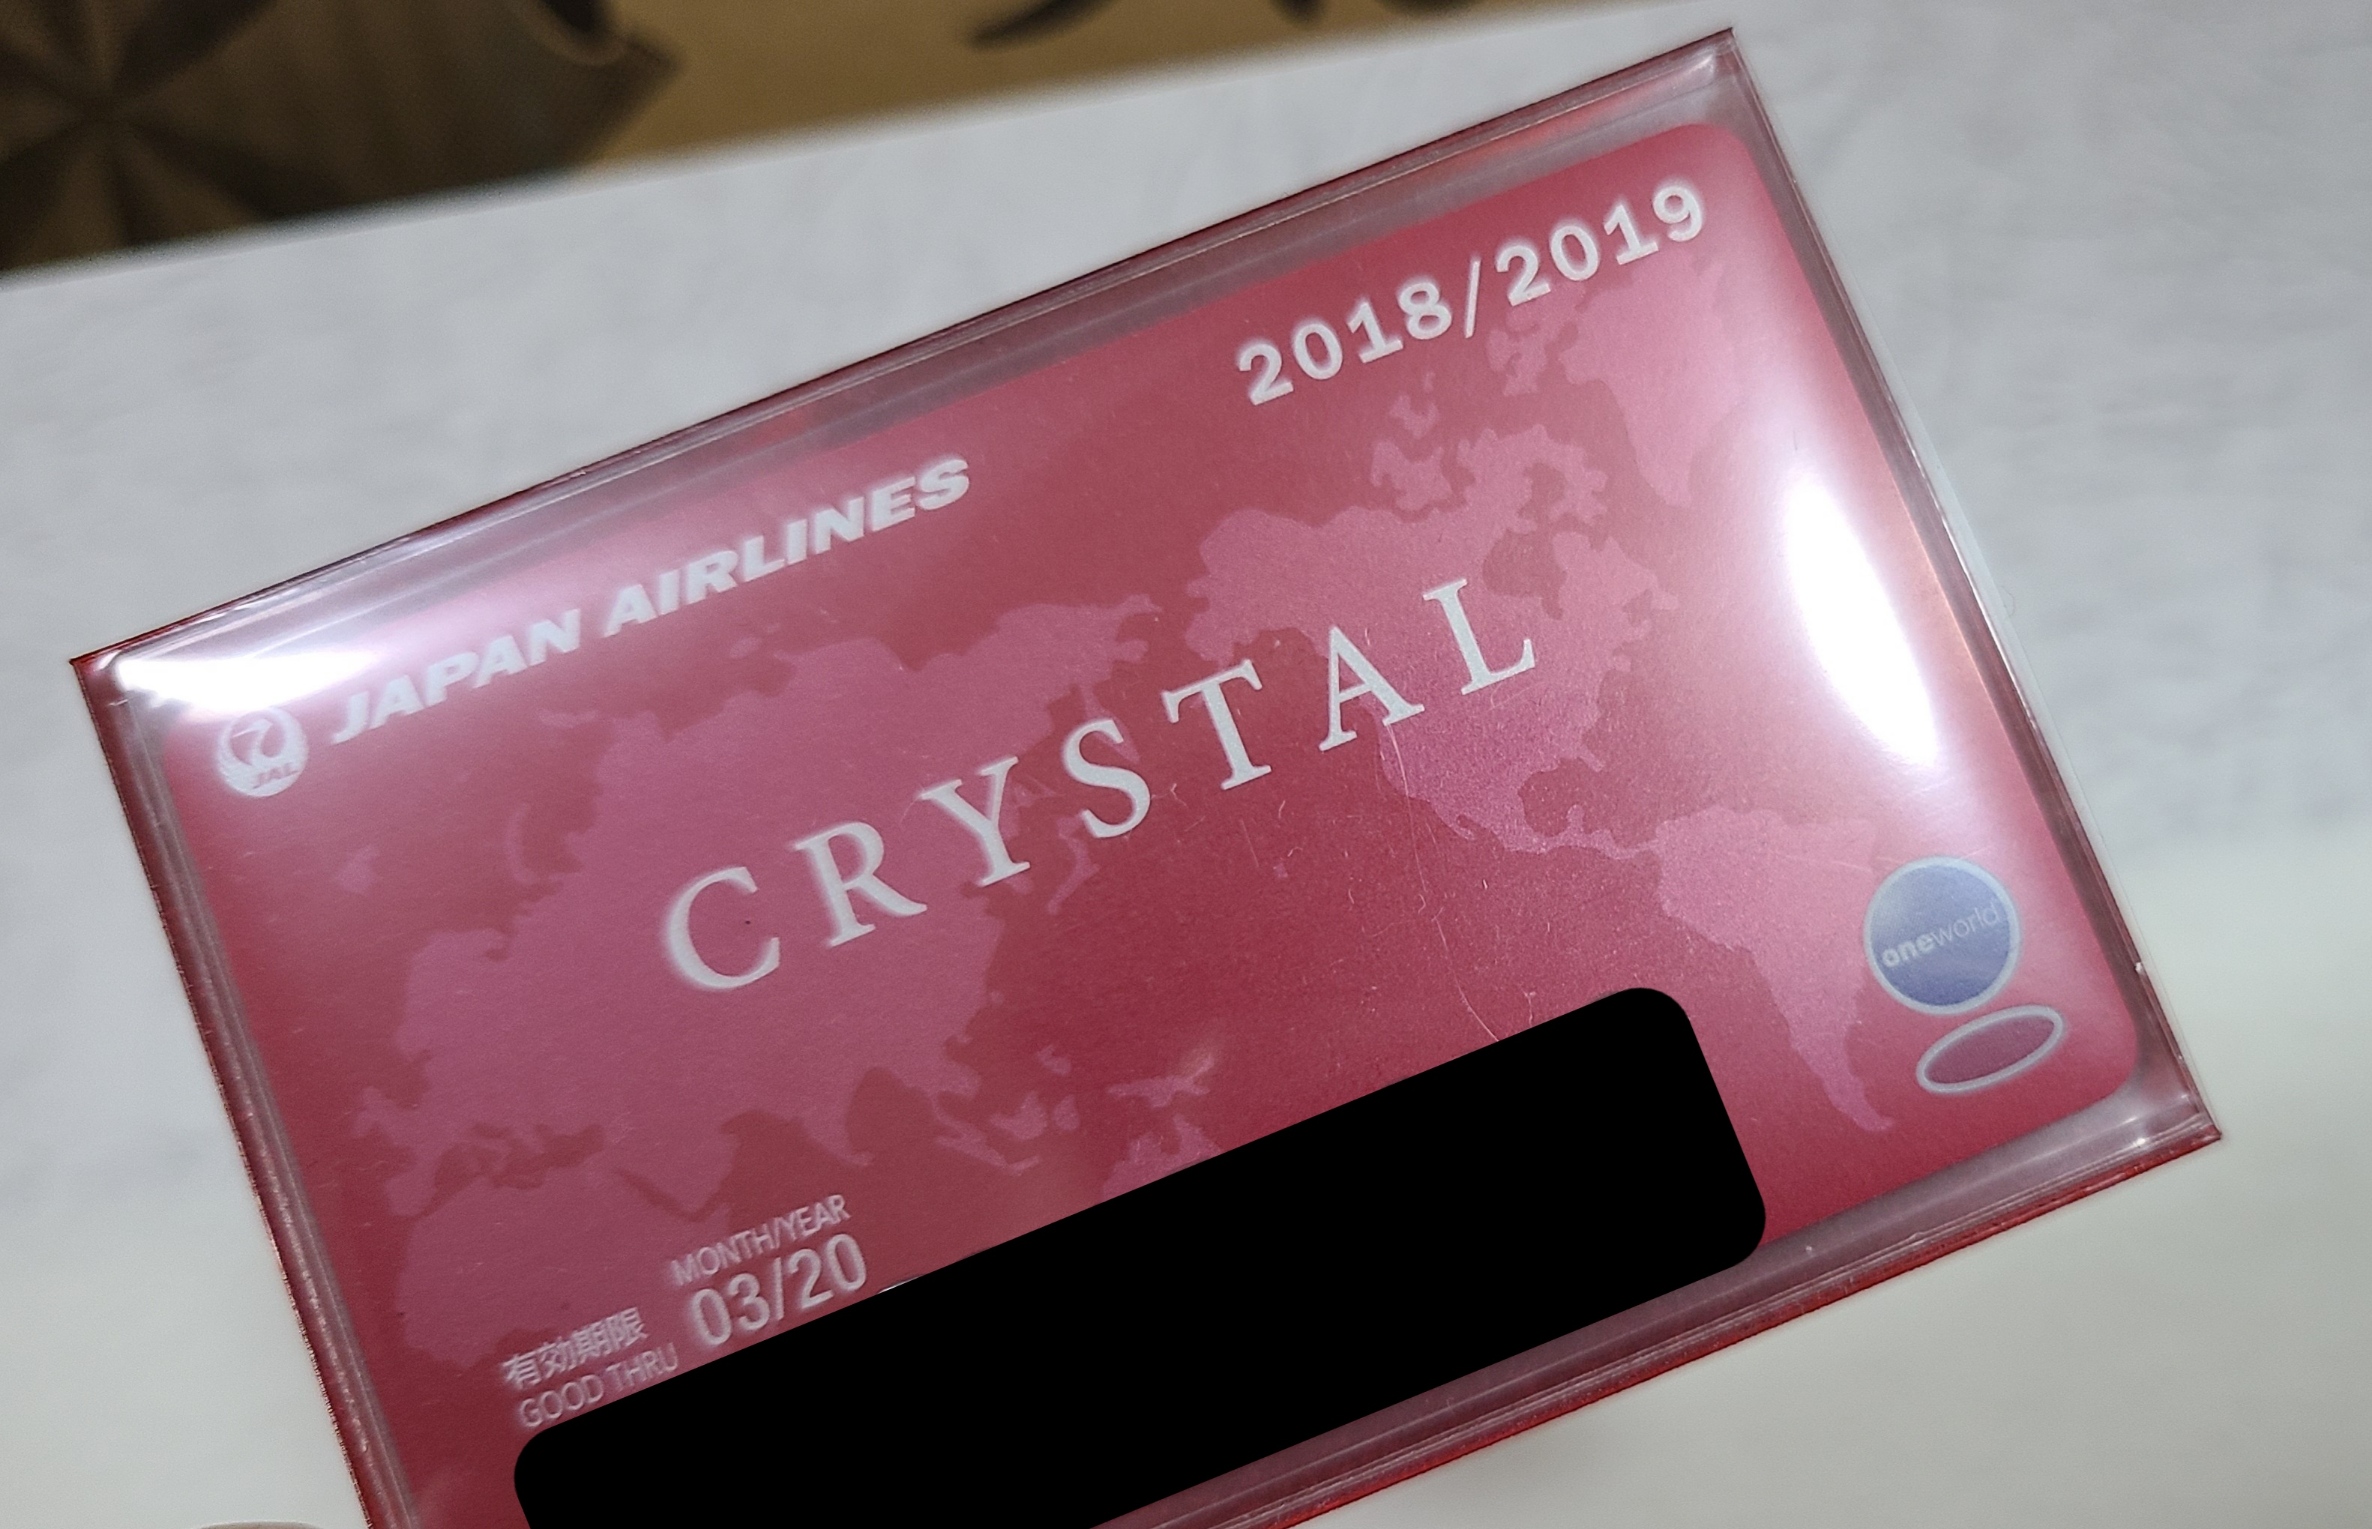 2018/2019
JAPAN AIRLINES
JAL
CRYSTAL
oneworld
MONTH/YEAR
有効期限 03/20
GOOD THRU